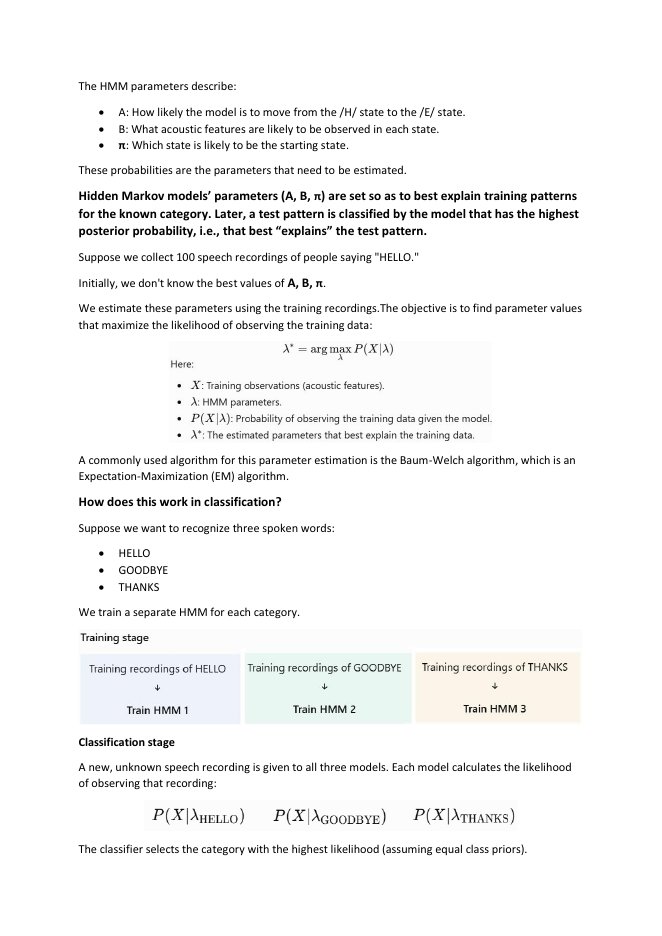 The HMM parameters describe:
• A: How likely the model is to move from the /H/ state to the /E/ state.
• B: What acoustic features are likely to be observed in each state.
• π: Which state is likely to be the starting state.
These probabilities are the parameters that need to be estimated.
Hidden Markov models’ parameters (A, B, π) are set so as to best explain training patterns
for the known category. Later, a test pattern is classified by the model that has the highest
posterior probability, i.e., that best “explains” the test pattern.
Suppose we collect 100 speech recordings of people saying "HELLO."
Initially, we don't know the best values of A, B, π.
We estimate these parameters using the training recordings.The objective is to find parameter values
that maximize the likelihood of observing the training data:
λ* = arg max_λ P(X|λ)
Here:
• X: Training observations (acoustic features).
• λ: HMM parameters.
• P(X|λ): Probability of observing the training data given the model.
• λ*: The estimated parameters that best explain the training data.
A commonly used algorithm for this parameter estimation is the Baum-Welch algorithm, which is an
Expectation-Maximization (EM) algorithm.
How does this work in classification?
Suppose we want to recognize three spoken words:
• HELLO
• GOODBYE
• THANKS
We train a separate HMM for each category.
Training stage
Training recordings of HELLO
↓
Train HMM 1
Training recordings of GOODBYE
↓
Train HMM 2
Training recordings of THANKS
↓
Train HMM 3
Classification stage
A new, unknown speech recording is given to all three models. Each model calculates the likelihood
of observing that recording:
P(X|λ_HELLO) P(X|λ_GOODBYE) P(X|λ_THANKS)
The classifier selects the category with the highest likelihood (assuming equal class priors).